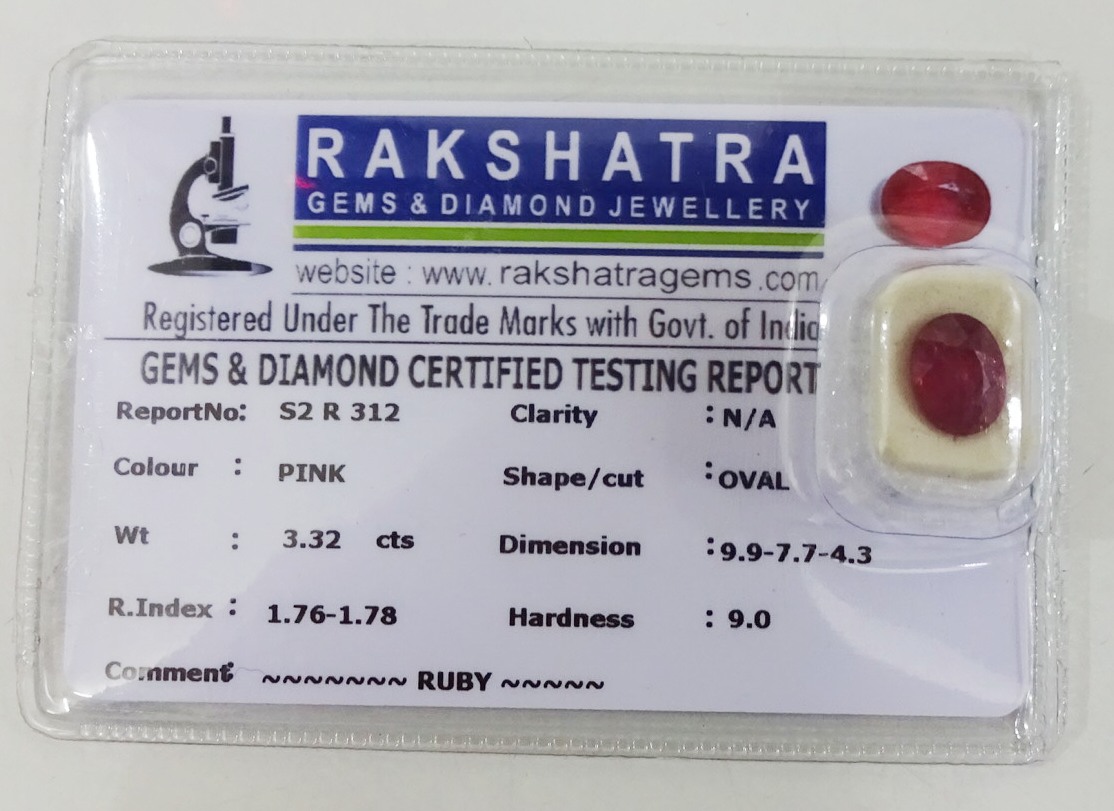 RAKSHATRA
GEMS & DIAMOND JEWELLERY
website : www. rakshatragems .com
Registered Under The Trade Marks with Govt. of India
GEMS & DIAMOND CERTIFIED TESTING REPORT
ReportNo: S2 R 312 Clarity : N/A
Colour : PINK Shape/cut : OVAL
Wt : 3.32 cts Dimension : 9.9-7.7-4.3
R.Index : 1.76-1.78 Hardness : 9.0
Comment: ~~~~~~~ RUBY ~~~~~